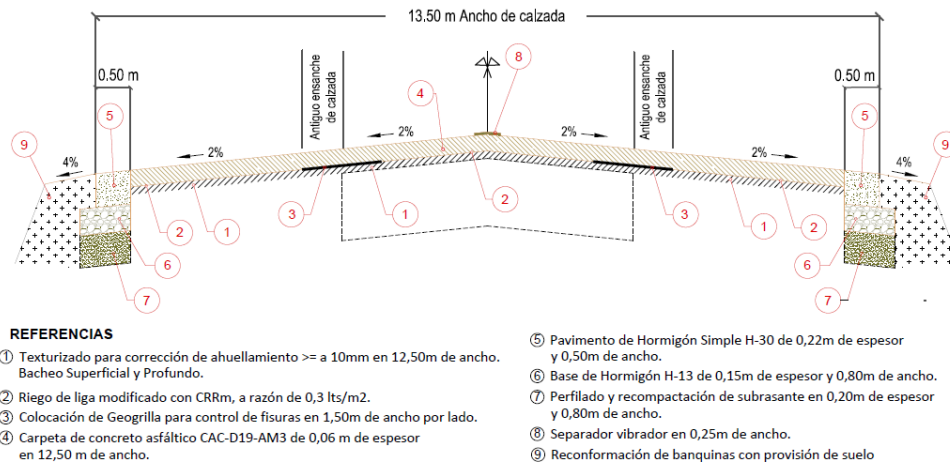 13.50 m Ancho de calzada
0.50 m
0.50 m
Antiguo ensanche
de calzada
Antiguo ensanche
de calzada
8
4
5
5
9
9
4%
2%
2%
2%
2%
4%
3
1
2
3
2
1
1
2
6
6
7
7
REFERENCIAS
① Texturizado para corrección de ahuellamiento >= a 10mm en 12,50m de ancho.
Bacheo Superficial y Profundo.
② Riego de liga modificado con CRRm, a razón de 0,3 lts/m2.
③ Colocación de Geogrilla para control de fisuras en 1,50m de ancho por lado.
④ Carpeta de concreto asfáltico CAC-D19-AM3 de 0,06 m de espesor
en 12,50 m de ancho.
⑤ Pavimento de Hormigón Simple H-30 de 0,22m de espesor
y 0,50m de ancho.
⑥ Base de Hormigón H-13 de 0,15m de espesor y 0,80m de ancho.
⑦ Perfilado y recompactación de subrasante en 0,20m de espesor
y 0,80m de ancho.
⑧ Separador vibrador en 0,25m de ancho.
⑨ Reconformación de banquinas con provisión de suelo